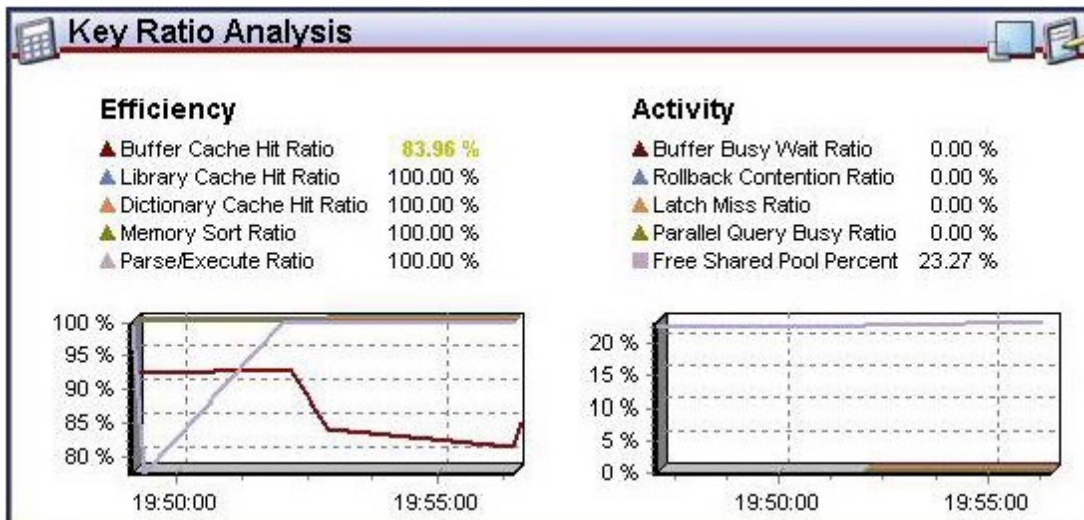 Key Ratio Analysis
Efficiency
Buffer Cache Hit Ratio 83.96 %
Library Cache Hit Ratio 100.00 %
Dictionary Cache Hit Ratio 100.00 %
Memory Sort Ratio 100.00 %
Parse/Execute Ratio 100.00 %
100 %
95 %
90 %
85 %
80 %
19:50:00 19:55:00
Activity
Buffer Busy Wait Ratio 0.00 %
Rollback Contention Ratio 0.00 %
Latch Miss Ratio 0.00 %
Parallel Query Busy Ratio 0.00 %
Free Shared Pool Percent 23.27 %
20 %
15 %
10 %
5 %
0 %
19:50:00 19:55:00